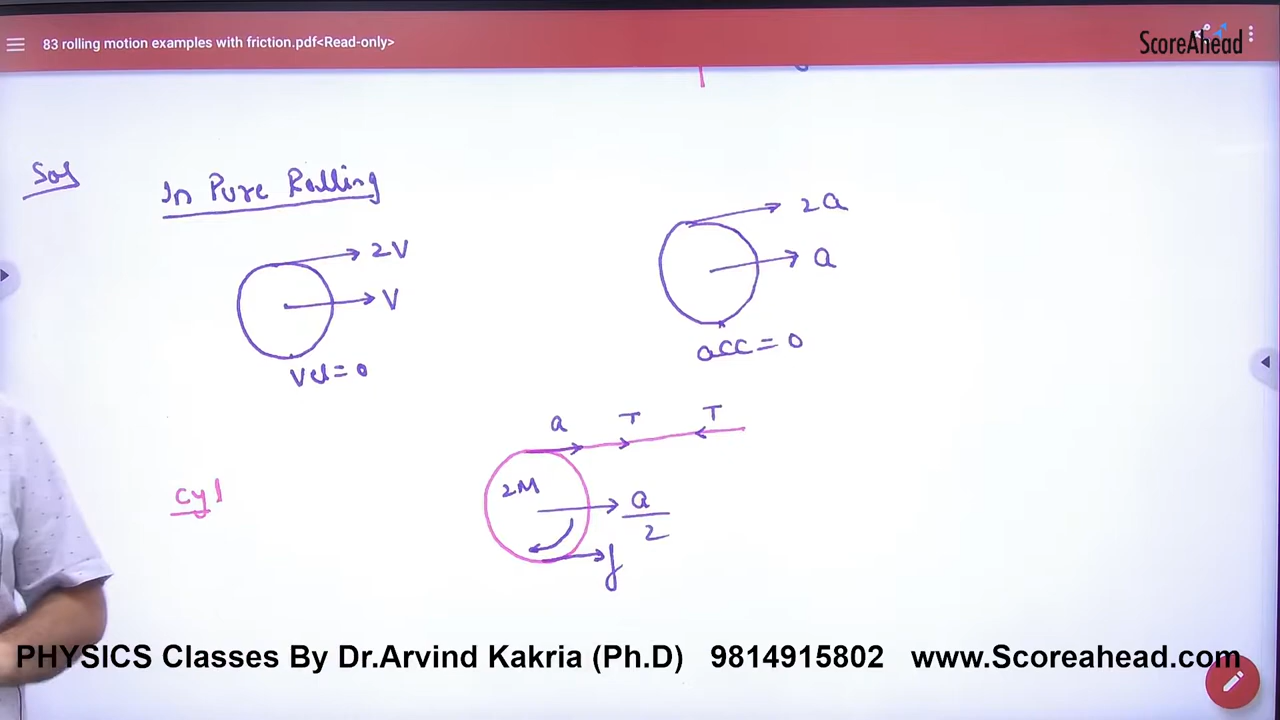 83 rolling motion examples with friction.pdf<Read-only>
ScoreAhead
Sol
In Pure Rolling
2V
V
Vel = 0
2a
a
acc = 0
a T T
Cyl
2M
a
2
f
PHYSICS Classes By Dr.Arvind Kakria (Ph.D) 9814915802 www.Scoreahead.com